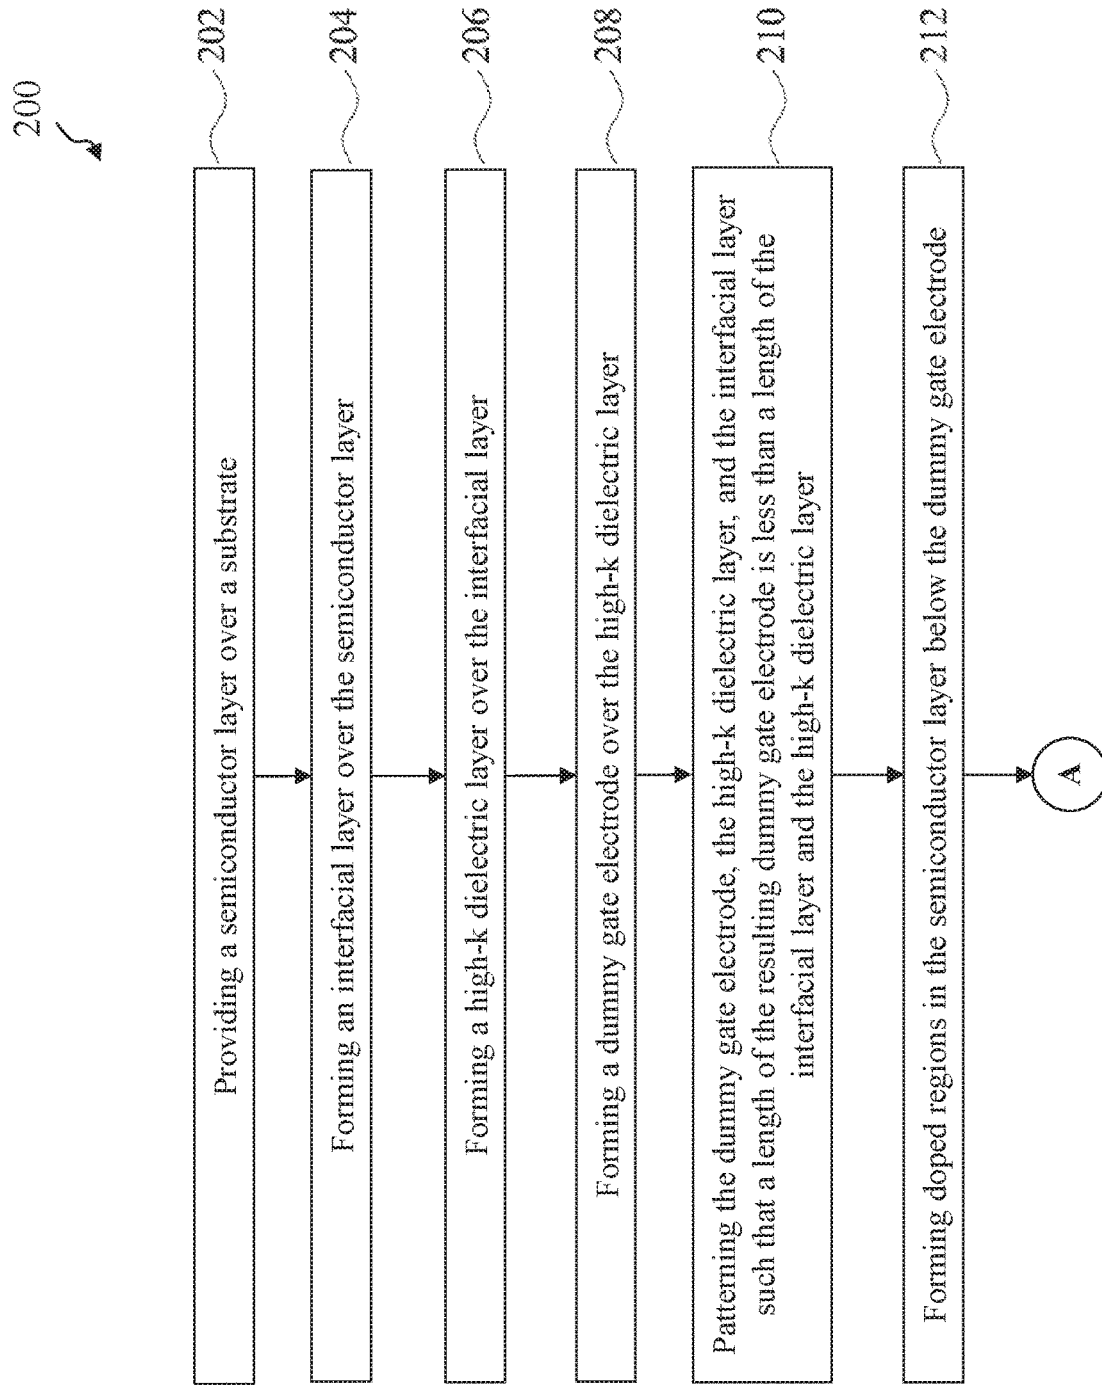 200
Providing a semiconductor layer over a substrate
202
Forming an interfacial layer over the semiconductor layer
204
Forming a high-k dielectric layer over the interfacial layer
206
Forming a dummy gate electrode over the high-k dielectric layer
208
Patterning the dummy gate electrode, the high-k dielectric layer, and the interfacial layer
such that a length of the resulting dummy gate electrode is less than a length of the
interfacial layer and the high-k dielectric layer
210
Forming doped regions in the semiconductor layer below the dummy gate electrode
212
A